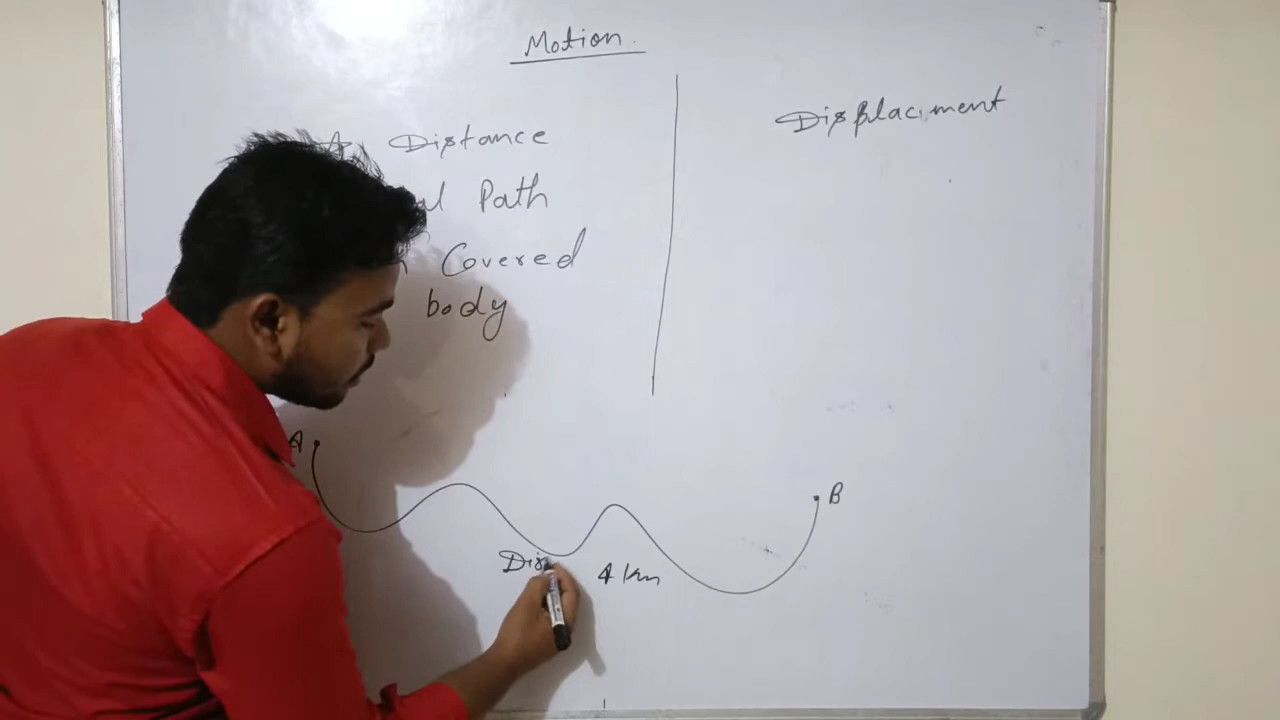 Motion.
Distance
Path
Covered
body
Displacement
A
B
Dis
4 km